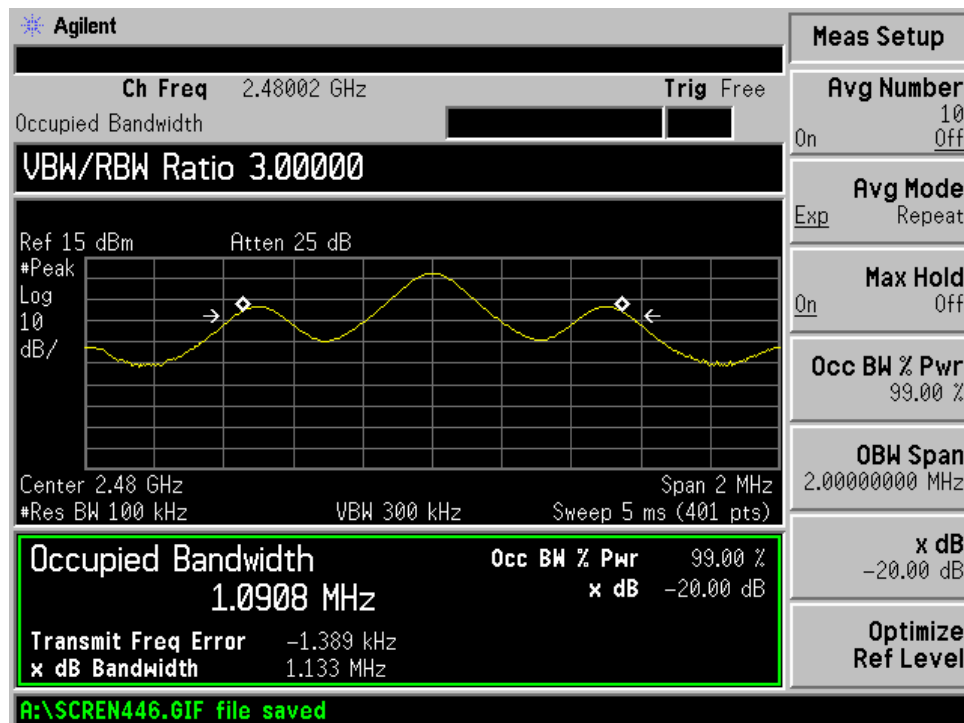 Agilent
Ch Freq 2.48002 GHz Trig Free
Occupied Bandwidth
VBW/RBW Ratio 3.00000
Ref 15 dBm Atten 25 dB
#Peak
Log
10
dB/
Center 2.48 GHz Span 2 MHz
#Res BW 100 kHz VBW 300 kHz Sweep 5 ms (401 pts)
Occupied Bandwidth Occ BW % Pwr 99.00 %
1.0908 MHz x dB -20.00 dB
Transmit Freq Error -1.389 kHz
x dB Bandwidth 1.133 MHz
A:\SCREN446.GIF file saved
Meas Setup
Avg Number
10
On Off
Avg Mode
Exp Repeat
Max Hold
On Off
Occ BW % Pwr
99.00 %
OBW Span
2.00000000 MHz
x dB
-20.00 dB
Optimize
Ref Level